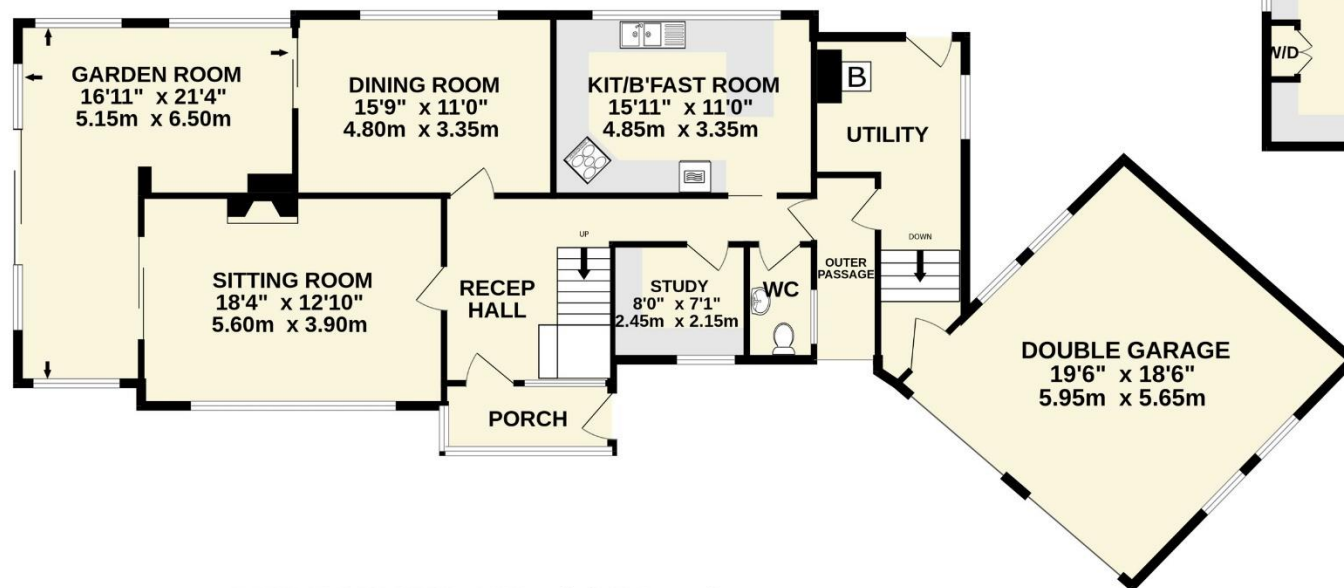 GARDEN ROOM
16'11" x 21'4"
5.15m x 6.50m
DINING ROOM
15'9" x 11'0"
4.80m x 3.35m
KIT/B'FAST ROOM
15'11" x 11'0"
4.85m x 3.35m
B
UTILITY
W/D
SITTING ROOM
18'4" x 12'10"
5.60m x 3.90m
RECEP
HALL
UP
STUDY
8'0" x 7'1"
2.45m x 2.15m
WC
OUTER
PASSAGE
DOWN
PORCH
DOUBLE GARAGE
19'6" x 18'6"
5.95m x 5.65m